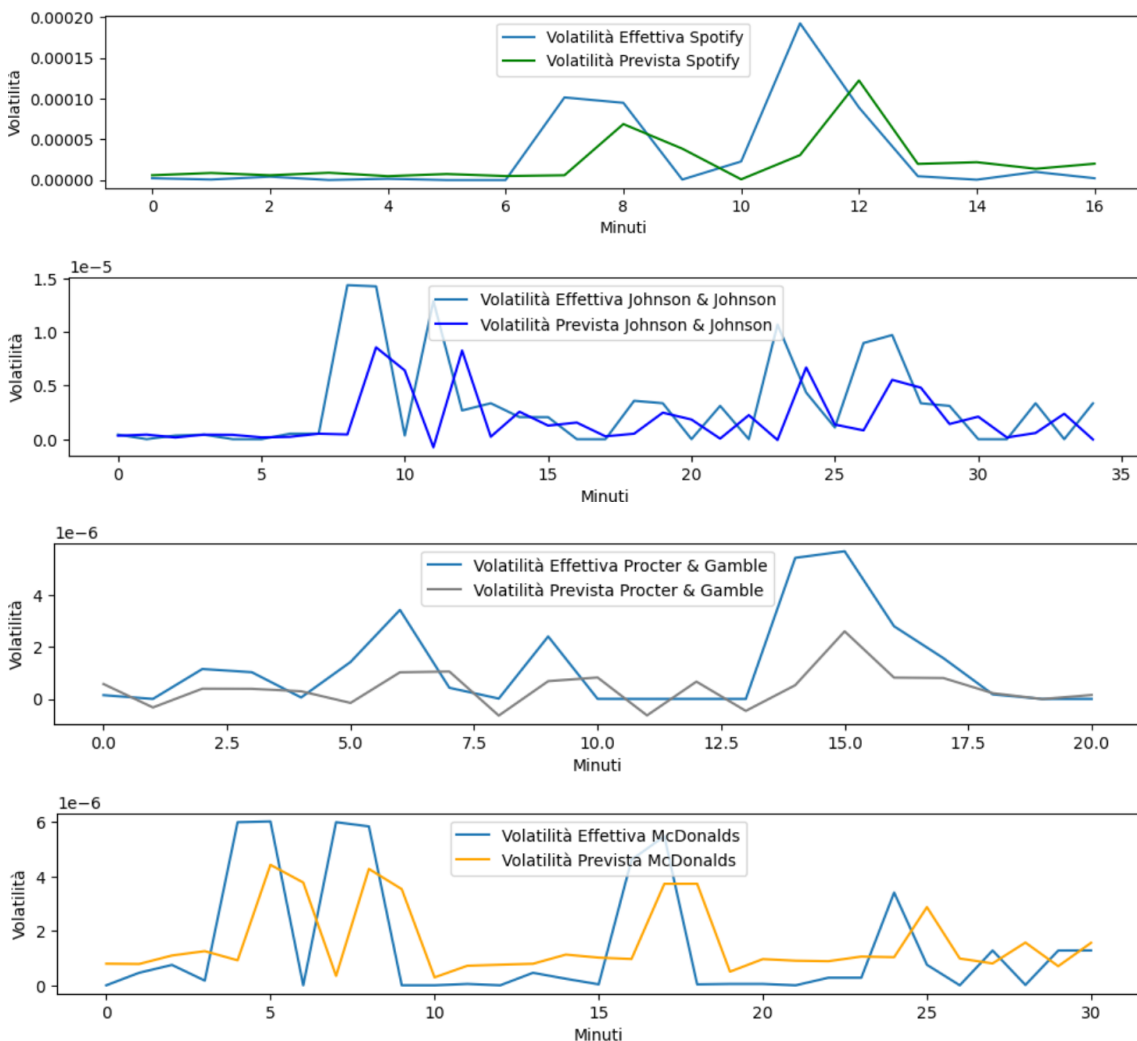 0.00020
0.00015
0.00010
0.00005
0.00000
Volatilità
Volatilità Effettiva Spotify
Volatilità Prevista Spotify
0 2 4 6 8 10 12 14 16
Minuti
1e−5
1.5
1.0
0.5
0.0
Volatilità
Volatilità Effettiva Johnson & Johnson
Volatilità Prevista Johnson & Johnson
0 5 10 15 20 25 30 35
Minuti
1e−6
4
2
0
Volatilità
Volatilità Effettiva Procter & Gamble
Volatilità Prevista Procter & Gamble
0.0 2.5 5.0 7.5 10.0 12.5 15.0 17.5 20.0
Minuti
1e−6
6
4
2
0
Volatilità
Volatilità Effettiva McDonalds
Volatilità Prevista McDonalds
0 5 10 15 20 25 30
Minuti